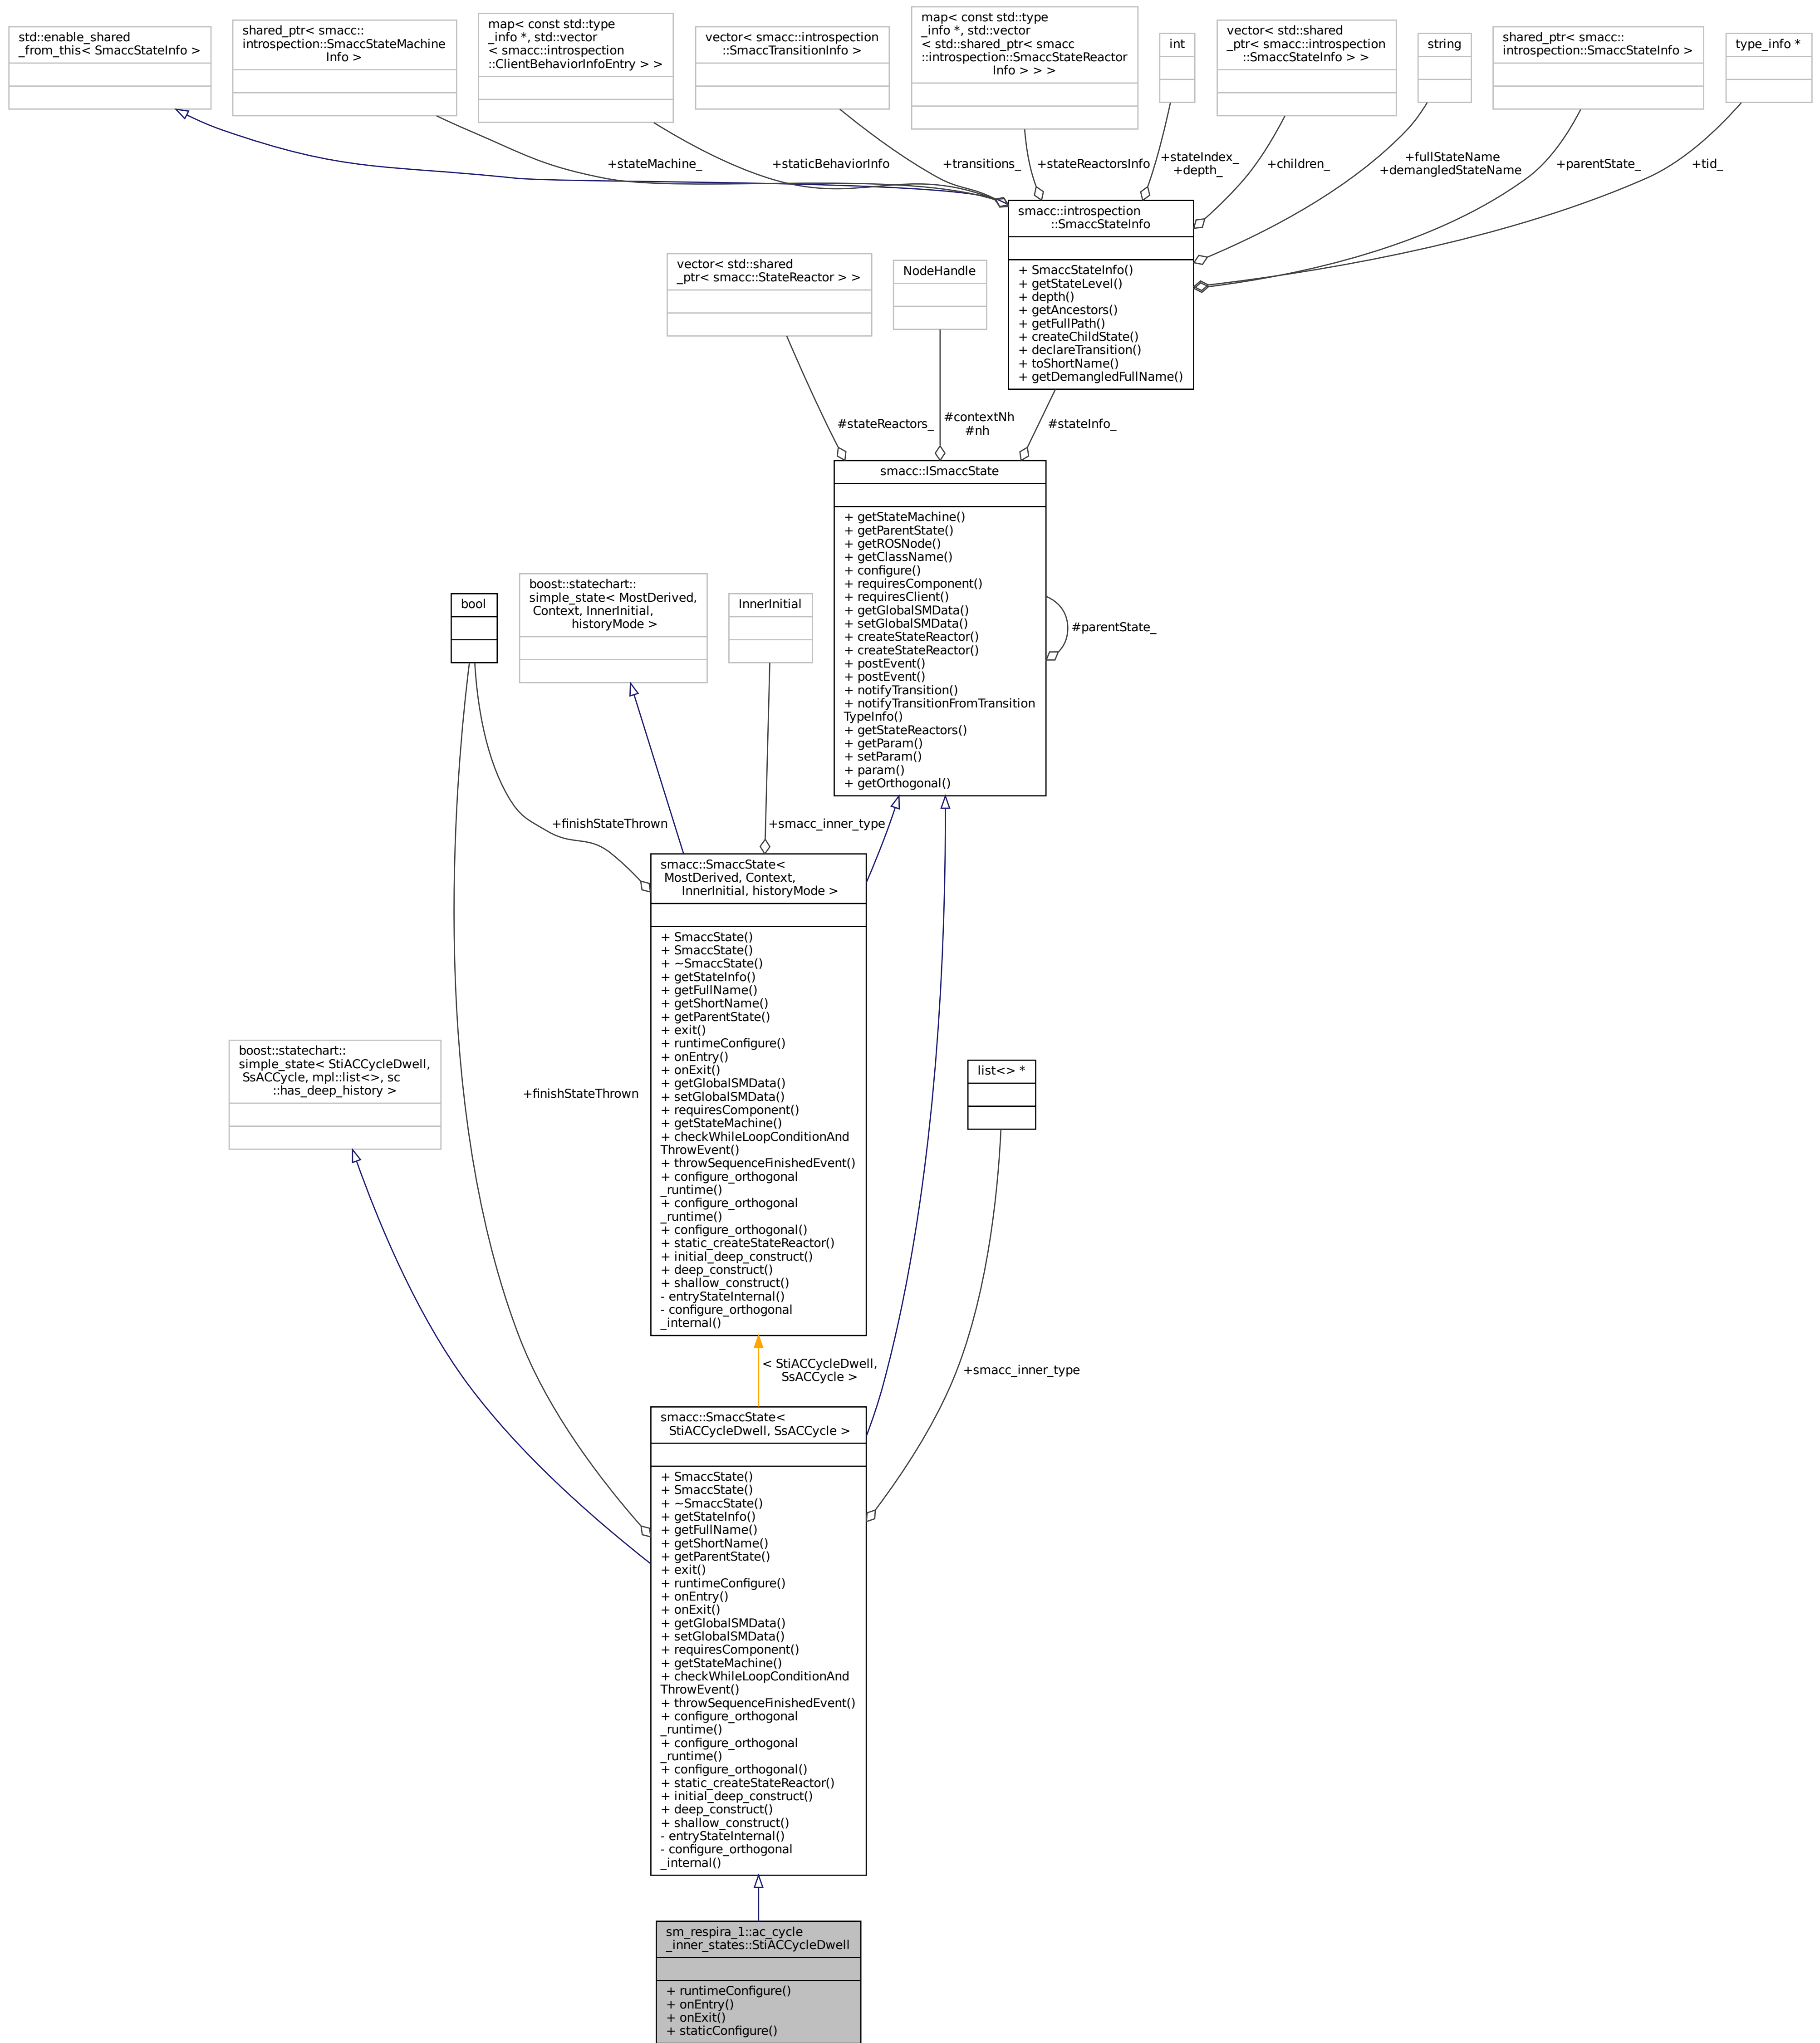 std::enable_shared
_from_this< SmaccStateInfo >
shared_ptr< smacc::
introspection::SmaccStateMachine
Info >
map< const std::type
_info *, std::vector
< smacc::introspection
::ClientBehaviorInfoEntry > >
vector< smacc::introspection
::SmaccTransitionInfo >
map< const std::type
_info *, std::vector
< std::shared_ptr< smacc
::introspection::SmaccStateReactor
Info > > >
int
vector< std::shared
_ptr< smacc::introspection
::SmaccStateInfo > >
string
shared_ptr< smacc::
introspection::SmaccStateInfo >
type_info *
+stateMachine_
+staticBehaviorInfo
+transitions_
+stateReactorsInfo
+stateIndex_
+depth_
+children_
+fullStateName
+demangledStateName
+parentState_
+tid_
smacc::introspection
::SmaccStateInfo
+ SmaccStateInfo()
+ getStateLevel()
+ depth()
+ getAncestors()
+ getFullPath()
+ createChildState()
+ declareTransition()
+ toShortName()
+ getDemangledFullName()
vector< std::shared
_ptr< smacc::StateReactor > >
NodeHandle
#stateReactors_
#contextNh
#nh
#stateInfo_
smacc::ISmaccState
+ getStateMachine()
+ getParentState()
+ getROSNode()
+ getClassName()
+ configure()
+ requiresComponent()
+ requiresClient()
+ getGlobalSMData()
+ setGlobalSMData()
+ createStateReactor()
+ createStateReactor()
+ postEvent()
+ postEvent()
+ notifyTransition()
+ notifyTransitionFromTransition
TypeInfo()
+ getStateReactors()
+ getParam()
+ setParam()
+ param()
+ getOrthogonal()
#parentState_
bool
boost::statechart::
simple_state< MostDerived,
Context, InnerInitial,
historyMode >
InnerInitial
+finishStateThrown
+smacc_inner_type
smacc::SmaccState<
MostDerived, Context,
InnerInitial, historyMode >
+ SmaccState()
+ SmaccState()
+ ~SmaccState()
+ getStateInfo()
+ getFullName()
+ getShortName()
+ getParentState()
+ exit()
+ runtimeConfigure()
+ onEntry()
+ onExit()
+ getGlobalSMData()
+ setGlobalSMData()
+ requiresComponent()
+ getStateMachine()
+ checkWhileLoopConditionAnd
ThrowEvent()
+ throwSequenceFinishedEvent()
+ configure_orthogonal
_runtime()
+ configure_orthogonal
_runtime()
+ configure_orthogonal()
+ static_createStateReactor()
+ initial_deep_construct()
+ deep_construct()
+ shallow_construct()
- entryStateInternal()
- configure_orthogonal
_internal()
boost::statechart::
simple_state< StiACCycleDwell,
SsACCycle, mpl::list<>, sc
::has_deep_history >
+finishStateThrown
list<> *
< StiACCycleDwell,
SsACCycle >
+smacc_inner_type
smacc::SmaccState<
StiACCycleDwell, SsACCycle >
+ SmaccState()
+ SmaccState()
+ ~SmaccState()
+ getStateInfo()
+ getFullName()
+ getShortName()
+ getParentState()
+ exit()
+ runtimeConfigure()
+ onEntry()
+ onExit()
+ getGlobalSMData()
+ setGlobalSMData()
+ requiresComponent()
+ getStateMachine()
+ checkWhileLoopConditionAnd
ThrowEvent()
+ throwSequenceFinishedEvent()
+ configure_orthogonal
_runtime()
+ configure_orthogonal
_runtime()
+ configure_orthogonal()
+ static_createStateReactor()
+ initial_deep_construct()
+ deep_construct()
+ shallow_construct()
- entryStateInternal()
- configure_orthogonal
_internal()
sm_respira_1::ac_cycle
_inner_states::StiACCycleDwell
+ runtimeConfigure()
+ onEntry()
+ onExit()
+ staticConfigure()